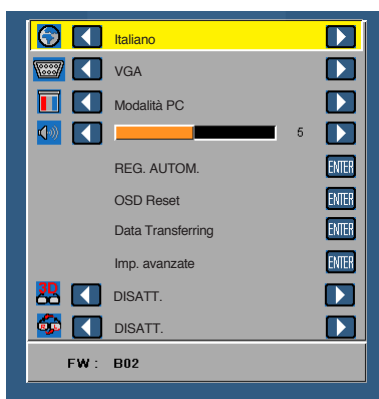 Italiano
VGA
Modalità PC
5
REG. AUTOM. ENTER
OSD Reset ENTER
Data Transferring ENTER
Imp. avanzate ENTER
3D DISATT.
DISATT.
FW : B02